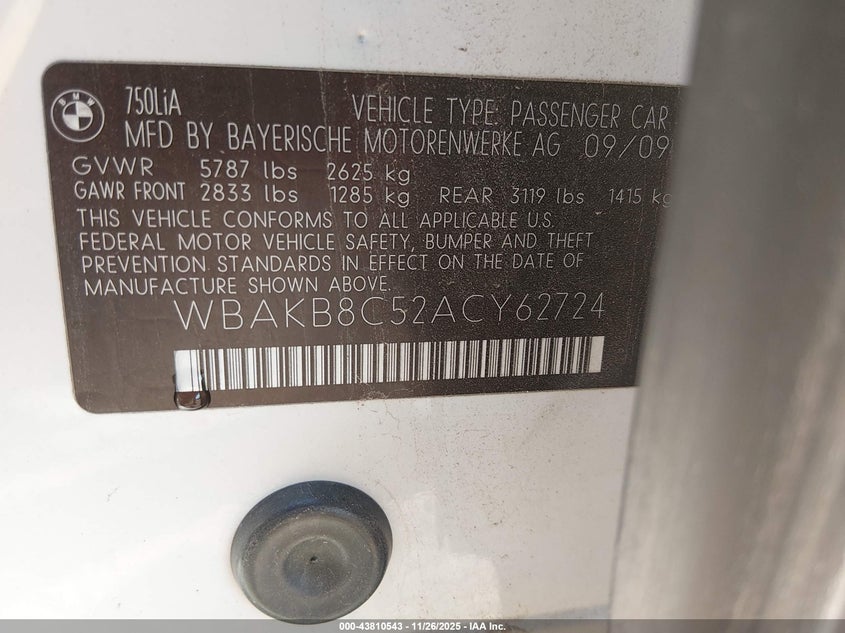 BMW
750LiA
VEHICLE TYPE: PASSENGER CAR
MFD BY BAYERISCHE MOTORENWERKE AG 09/09
GVWR 5787 lbs 2625 kg
GAWR FRONT 2833 lbs 1285 kg REAR 3119 lbs 1415 kg
THIS VEHICLE CONFORMS TO ALL APPLICABLE U.S.
FEDERAL MOTOR VEHICLE SAFETY, BUMPER AND THEFT
PREVENTION STANDARDS IN EFFECT ON THE DATE OF
MANUFACTURE SHOWN ABOVE.
WBAKB8C52ACY62724
000-43810543 - 11/26/2025 - IAA Inc.